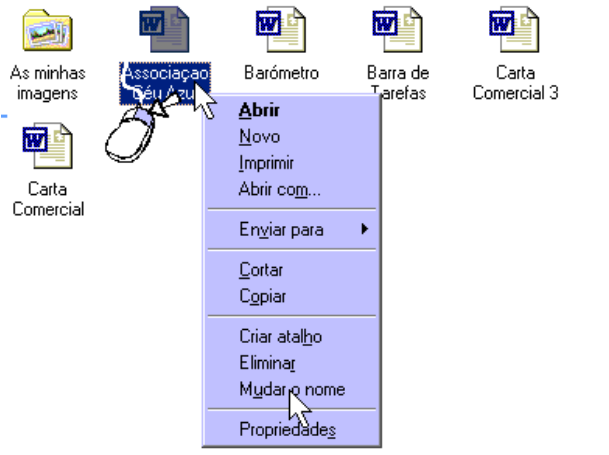 As minhas
imagens
Associaçao
Céu Azul
Barómetro
Barra de
Tarefas
Carta
Comercial 3
Carta
Comercial
Abrir
Novo
Imprimir
Abrir com...
Enviar para
Cortar
Copiar
Criar atalho
Eliminar
Mudar o nome
Propriedades